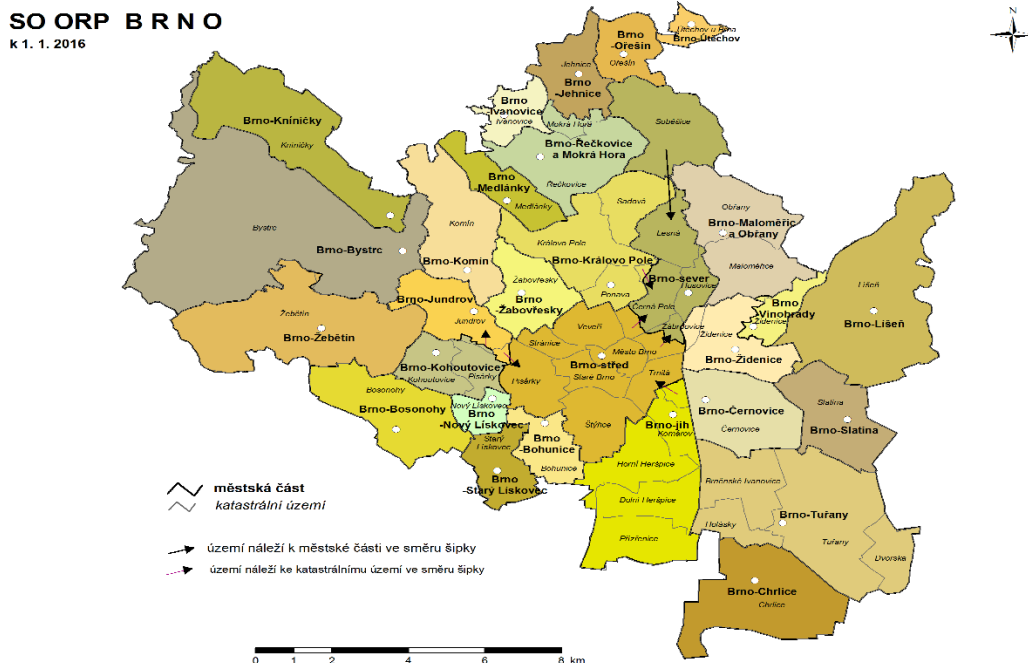 SO ORP B R N O
k 1. 1. 2016
N
Útěchov u Brna
Brno-Útěchov
Brno
-Ořešín
Ořešín
Jehnice
Brno
-Jehnice
Brno
Ivanovice
Ivanovice
Mokrá Hora
Brno-Řečkovice
a Mokrá Hora
Řečkovice
Soběšice
Brno-Kníničky
Kníničky
Brno
Medlánky
Medlánky
Sadová
Obřany
Brno-Maloměřic
a Obřany
Maloměřice
Lesná
Bystrc
Brno-Bystrc
Komín
Brno-Komín
Královo Pole
Brno-Královo Pole
Ponava
Brno-sever
Husovice
Černá Pole
Zábrdovice
Žabovřesky
Brno
Žabovřesky
Brno-Jundrov
Jundrov
Líšeň
Brno-Líšeň
Brno
Vinohrady
Židenice
Židenice
Brno-Židenice
Žebětín
Brno-Žebětín
Veveří
Stránice
Město Brno
Brno-střed
Staré Brno
Trnitá
Pisárky
Štýřice
Brno-Kohoutovice
Kohoutovice
Pisárky
Bosonohy
Brno-Bosonohy
Nový Lískovec
Brno
-Nový Lískovec
Starý
Lískovec
Brno
-Starý Lískovec
Brno
-Bohunice
Bohunice
Brno-jih
Komárov
Horní Heršpice
Dolní Heršpice
Přízřenice
Brno-Černovice
Černovice
Slatina
Brno-Slatina
Brněnské Ivanovice
Brno-Tuřany
Holásky
Tuřany
Dvorska
Brno-Chrlice
Chrlice
městská část
katastrální území
území náleží k městské části ve směru šipky
území náleží ke katastrálnímu území ve směru šipky
0 1 2 4 6 8 km